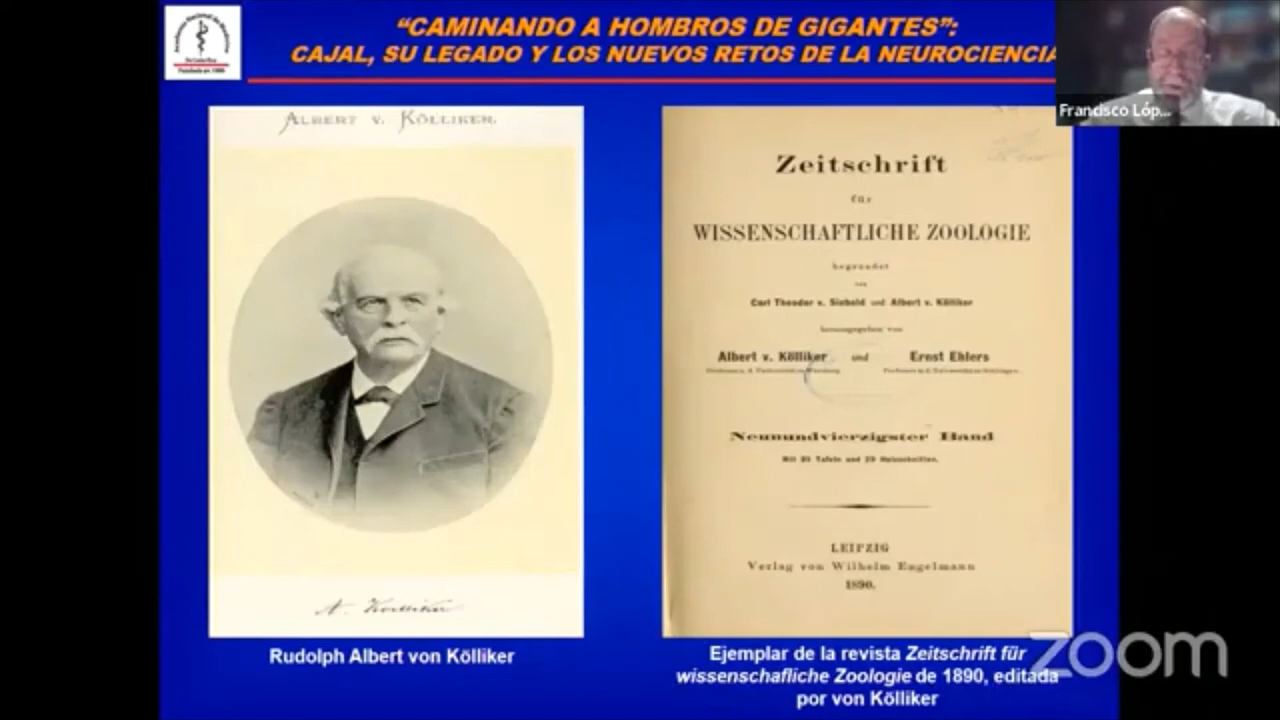 “CAMINANDO A HOMBROS DE GIGANTES”:
CAJAL, SU LEGADO Y LOS NUEVOS RETOS DE LA NEUROCIENCIA
Francisco Lóp...
ALBERT V. KÖLLIKER.
A. Koelliker
Rudolph Albert von Kölliker
Zeitschrift
für
WISSENSCHAFTLICHE ZOOLOGIE
begründet
von
Carl Theodor v. Siebold und Albert v. Kölliker
herausgegeben von
Albert v. Kölliker und Ernst Ehlers
Neunundvierzigster Band
LEIPZIG
Verlag von Wilhelm Engelmann
1890.
Ejemplar de la revista Zeitschrift für
wissenschafliche Zoologie de 1890, editada
por von Kölliker
zoom